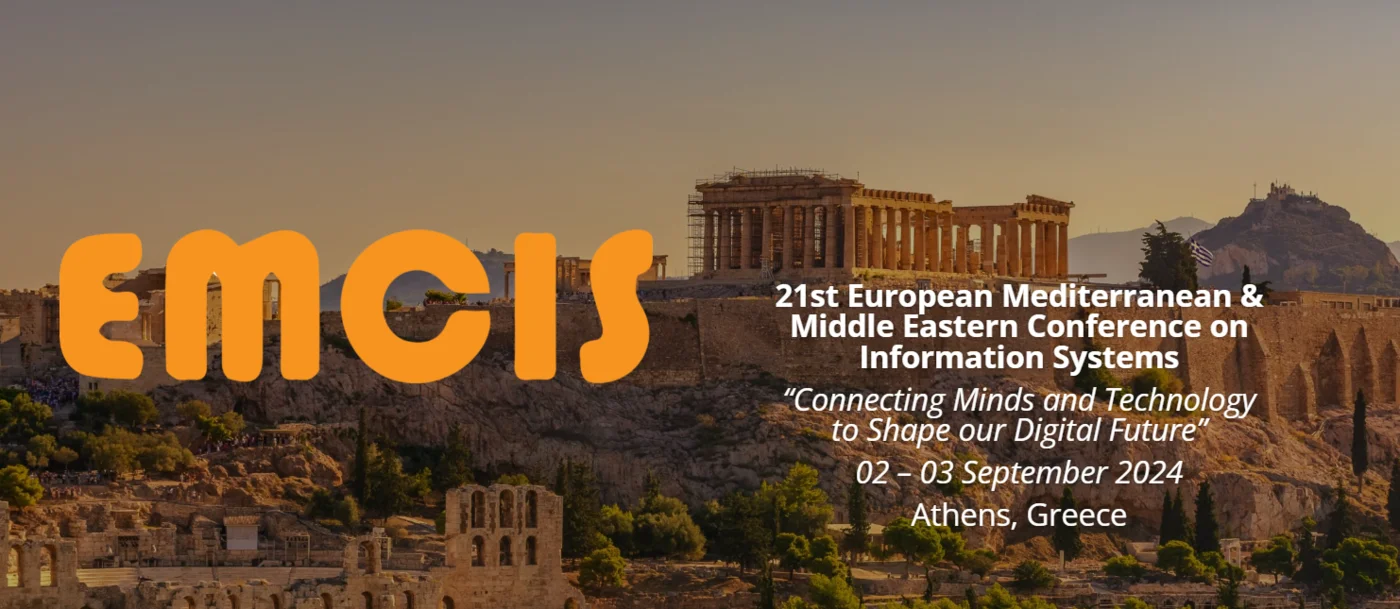 EMCIS
21st European Mediterranean &
Middle Eastern Conference on
Information Systems
“Connecting Minds and Technology
to Shape our Digital Future”
02 – 03 September 2024
Athens, Greece